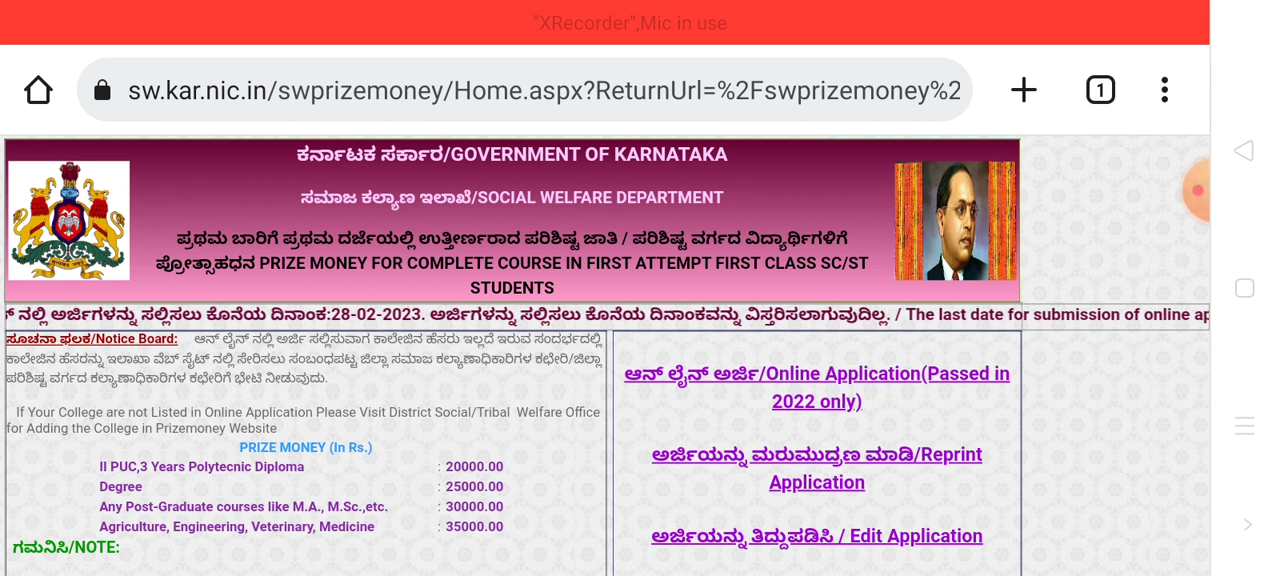 "XRecorder",Mic in use
sw.kar.nic.in/swprizemoney/Home.aspx?ReturnUrl=%2Fswprizemoney%2
1
ಕರ್ನಾಟಕ ಸರ್ಕಾರ/GOVERNMENT OF KARNATAKA
ಸಮಾಜ ಕಲ್ಯಾಣ ಇಲಾಖೆ/SOCIAL WELFARE DEPARTMENT
ಪ್ರಥಮ ಬಾರಿಗೆ ಪ್ರಥಮ ದರ್ಜೆಯಲ್ಲಿ ಉತ್ತೀರ್ಣರಾದ ಪರಿಶಿಷ್ಟ ಜಾತಿ / ಪರಿಶಿಷ್ಟ ವರ್ಗದ ವಿದ್ಯಾರ್ಥಿಗಳಿಗೆ
ಪ್ರೋತ್ಸಾಹಧನ PRIZE MONEY FOR COMPLETE COURSE IN FIRST ATTEMPT FIRST CLASS SC/ST
STUDENTS
ನಲ್ಲಿ ಅರ್ಜಿಗಳನ್ನು ಸಲ್ಲಿಸಲು ಕೊನೆಯ ದಿನಾಂಕ:28-02-2023. ಅರ್ಜಿಗಳನ್ನು ಸಲ್ಲಿಸಲು ಕೊನೆಯ ದಿನಾಂಕವನ್ನು ವಿಸ್ತರಿಸಲಾಗುವುದಿಲ್ಲ. / The last date for submission of online ap
ಸೂಚನಾ ಫಲಕ/Notice Board: ಆನ್ ಲೈನ್ ನಲ್ಲಿ ಅರ್ಜಿ ಸಲ್ಲಿಸುವಾಗ ಕಾಲೇಜಿನ ಹೆಸರು ಇಲ್ಲದೆ ಇರುವ ಸಂದರ್ಭದಲ್ಲಿ
ಕಾಲೇಜಿನ ಹೆಸರನ್ನು ಇಲಾಖಾ ವೆಬ್ ಸೈಟ್ ನಲ್ಲಿ ಸೇರಿಸಲು ಸಂಬಂಧಪಟ್ಟ ಜಿಲ್ಲಾ ಸಮಾಜ ಕಲ್ಯಾಣಾಧಿಕಾರಿಗಳ ಕಛೇರಿ/ಜಿಲ್ಲಾ
ಪರಿಶಿಷ್ಟ ವರ್ಗದ ಕಲ್ಯಾಣಾಧಿಕಾರಿಗಳ ಕಛೇರಿಗೆ ಭೇಟಿ ನೀಡುವುದು.
If Your College are not Listed in Online Application Please Visit District Social/Tribal Welfare Office
for Adding the College in Prizemoney Website
PRIZE MONEY (In Rs.)
II PUC,3 Years Polytecnic Diploma : 20000.00
Degree : 25000.00
Any Post-Graduate courses like M.A., M.Sc.,etc. : 30000.00
Agriculture, Engineering, Veterinary, Medicine : 35000.00
ಗಮನಿಸಿ/NOTE:
ಆನ್ ಲೈನ್ ಅರ್ಜಿ/Online Application(Passed in
2022 only)
ಅರ್ಜಿಯನ್ನು ಮರುಮುದ್ರಣ ಮಾಡಿ/Reprint
Application
ಅರ್ಜಿಯನ್ನು ತಿದ್ದುಪಡಿಸಿ / Edit Application